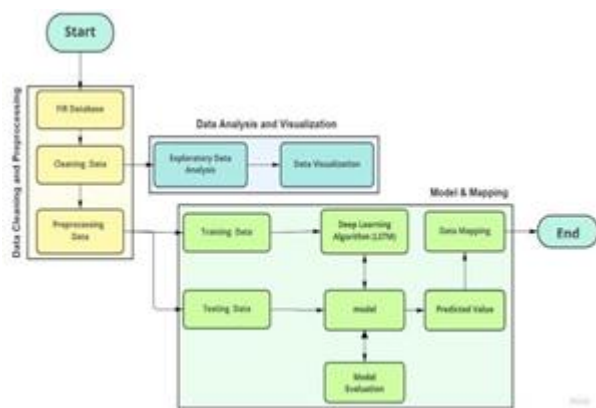 Start
Data Cleaning and Preprocessing
FIR Database
Cleaning Data
Preprocessing
Data
Data Analysis and Visualization
Exploratory Data
Analysis
Data Visualization
Model & Mapping
Training Data
Deep Learning
Algorithm (LSTM)
Data Mapping
End
Testing Data
model
Predicted Value
Model
Evaluation